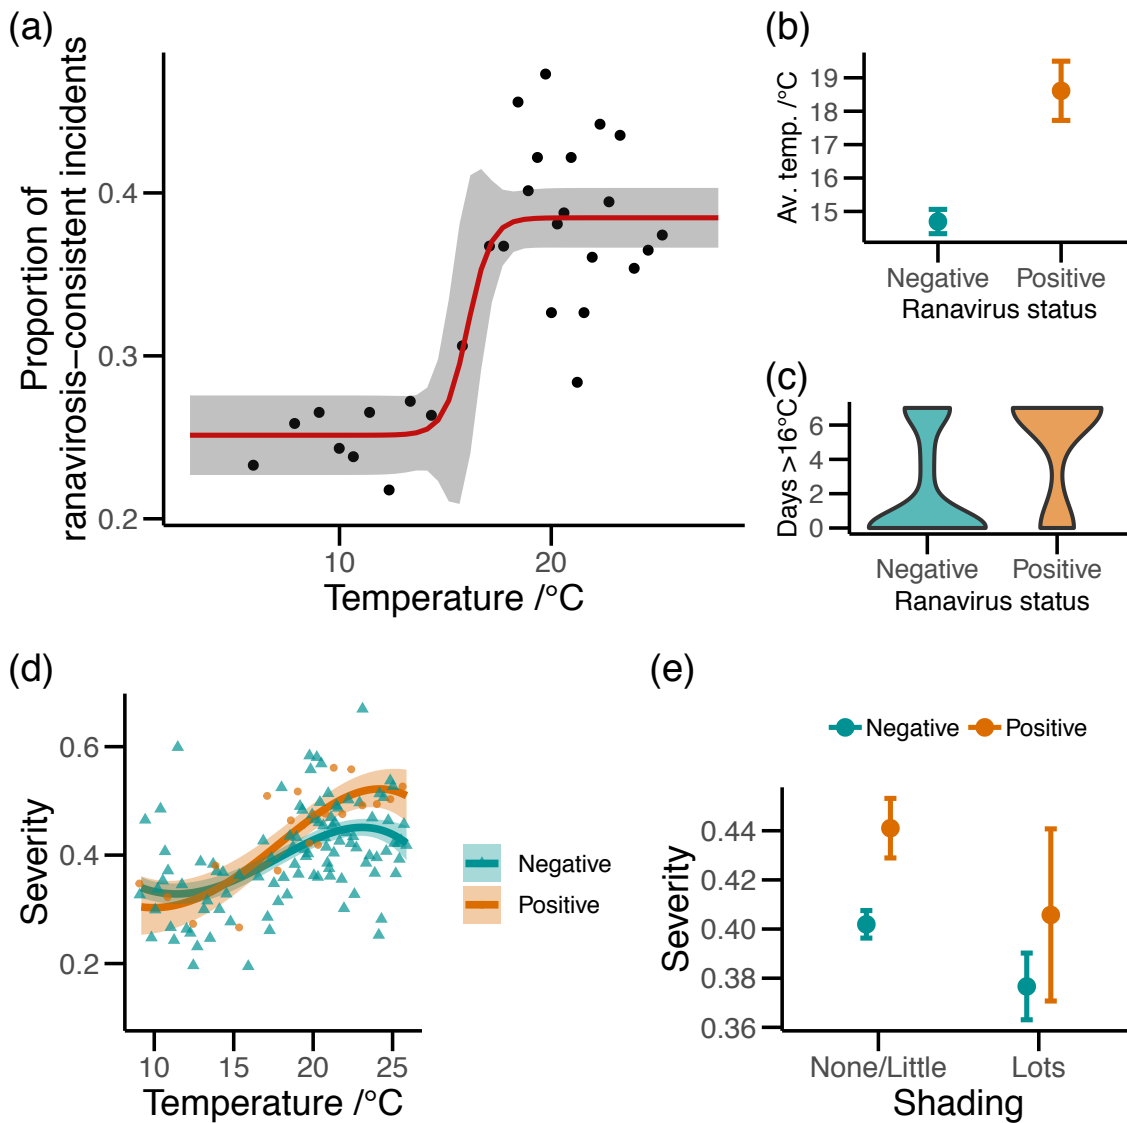 (a)
Proportion of
ranavirosis−consistent incidents
0.4
0.3
0.2
10 20
Temperature /°C
(b)
Av. temp. /°C
19
18
17
16
15
Negative Positive
Ranavirus status
(c)
Days >16°C
6
4
2
0
Negative Positive
Ranavirus status
(d)
Severity
0.6
0.4
0.2
10 15 20 25
Temperature /°C
Negative
Positive
(e)
Negative Positive
Severity
0.44
0.42
0.40
0.38
0.36
None/Little Lots
Shading